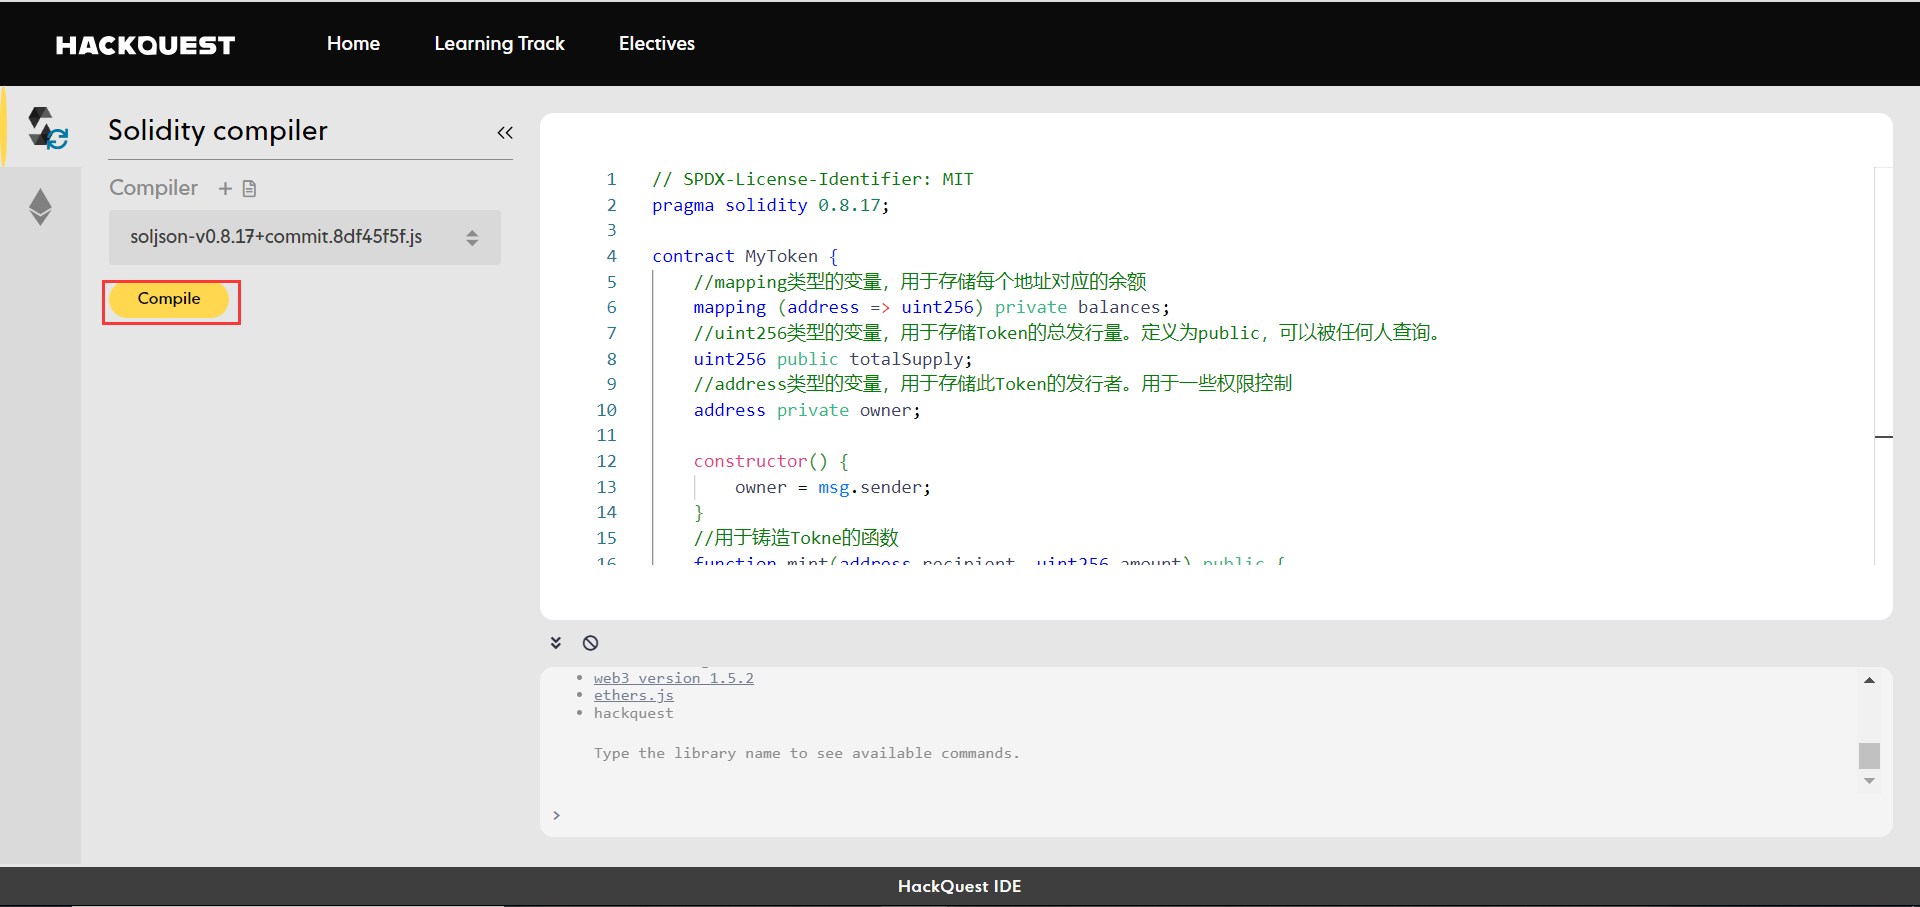 HACKQUEST
Home
Learning Track
Electives
Solidity compiler
Compiler
soljson-v0.8.17+commit.8df45f5f.js
Compile
1 // SPDX-License-Identifier: MIT
2 pragma solidity 0.8.17;
3
4 contract MyToken {
5 //mapping类型的变量，用于存储每个地址对应的余额
6 mapping (address => uint256) private balances;
7 //uint256类型的变量，用于存储Token的总发行量。定义为public，可以被任何人查询。
8 uint256 public totalSupply;
9 //address类型的变量，用于存储此Token的发行者。用于一些权限控制
10 address private owner;
11
12 constructor() {
13 owner = msg.sender;
14 }
15 //用于铸造Tokne的函数
16 function mint(address recipient, uint256 amount) public {
• web3 version 1.5.2
• ethers.js
• hackquest
Type the library name to see available commands.
>
HackQuest IDE